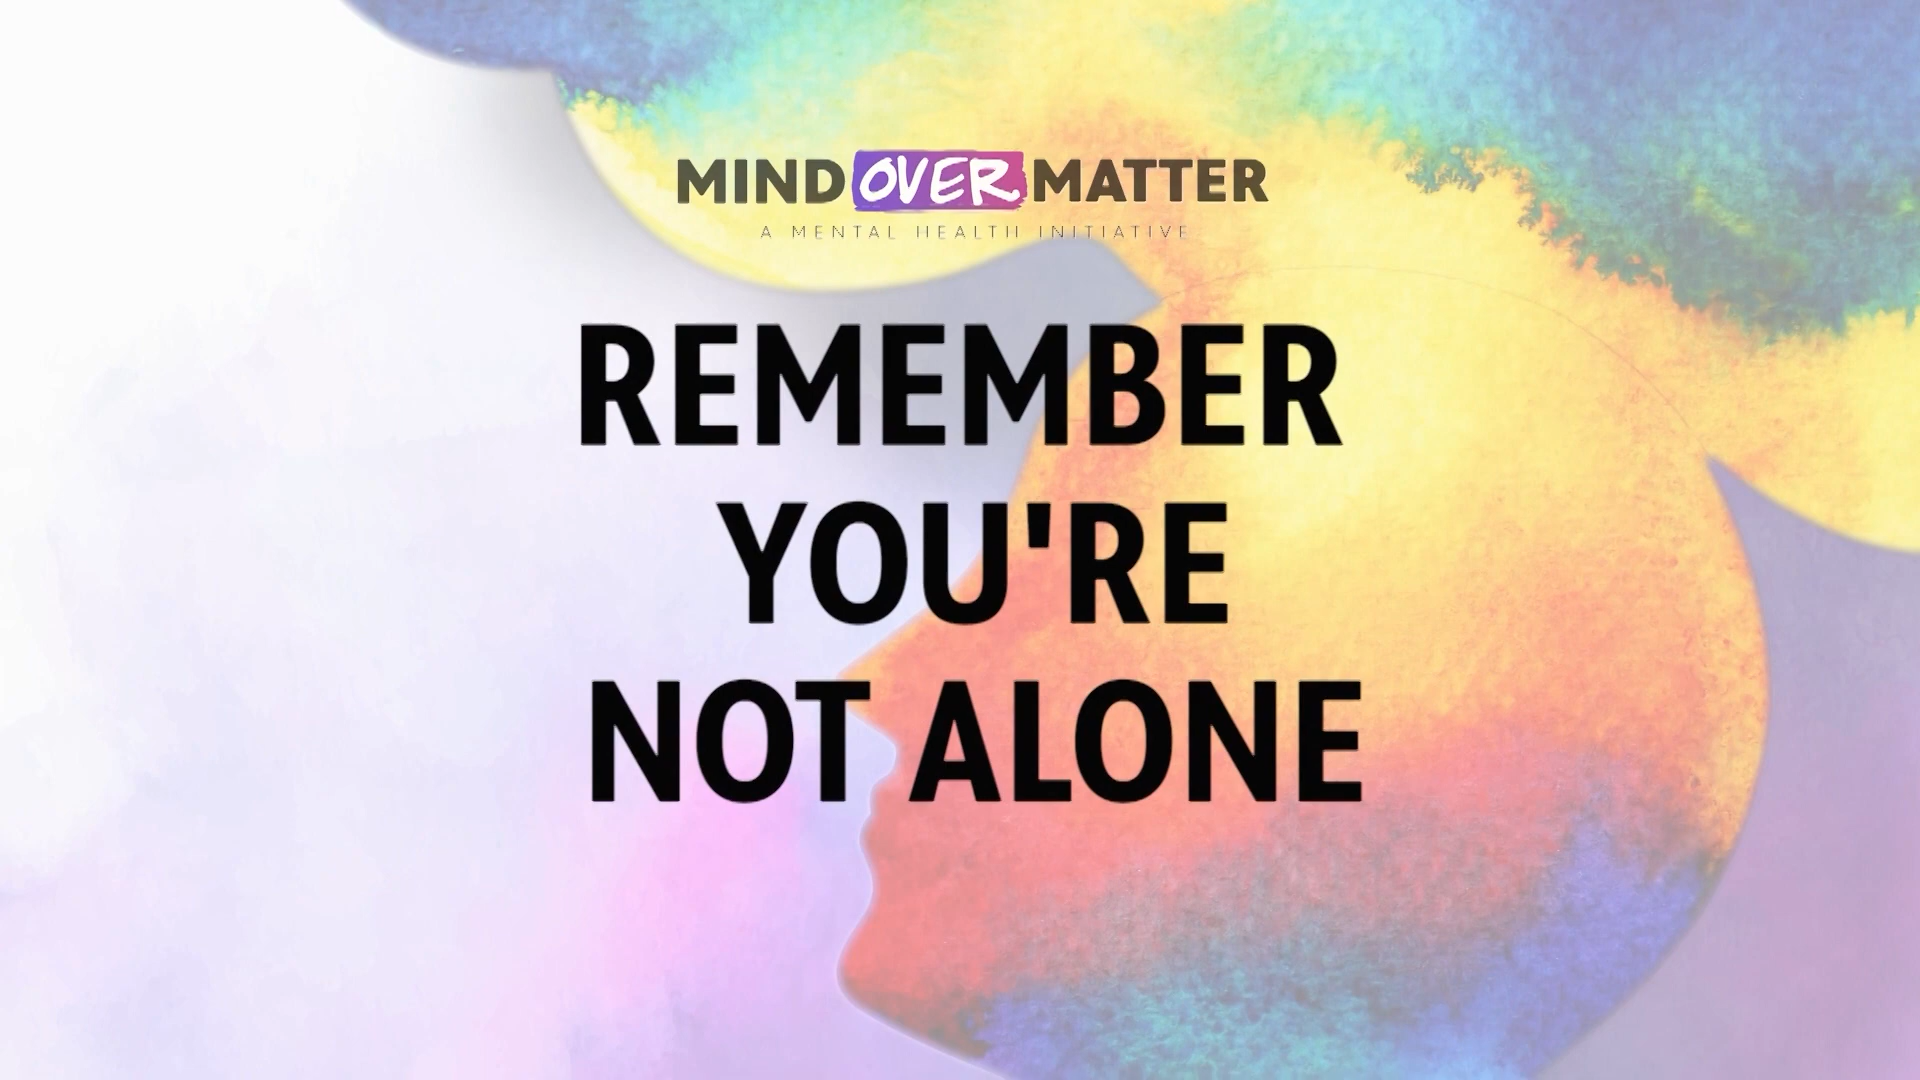 MIND OVER MATTER
A MENTAL HEALTH INITIATIVE
REMEMBER
YOU'RE
NOT ALONE